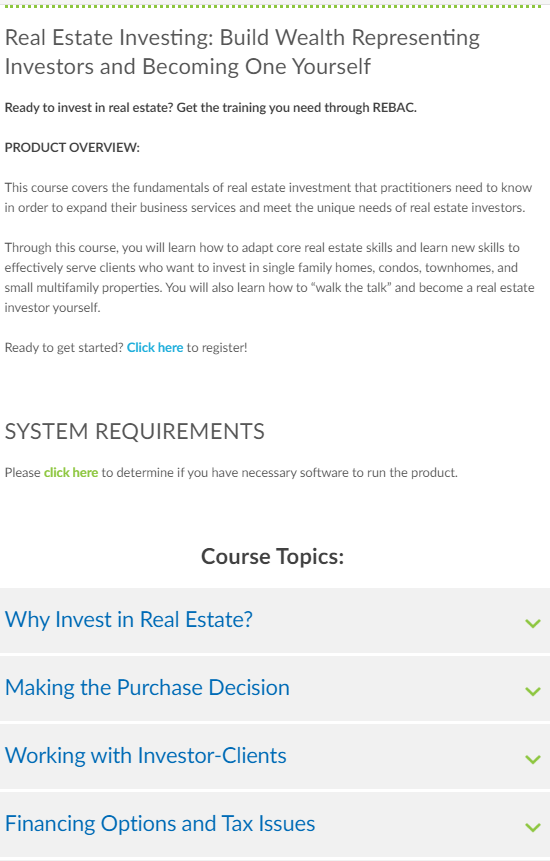 Real Estate Investing: Build Wealth Representing
Investors and Becoming One Yourself
Ready to invest in real estate? Get the training you need through REBAC.
PRODUCT OVERVIEW:
This course covers the fundamentals of real estate investment that practitioners need to know
in order to expand their business services and meet the unique needs of real estate investors.
Through this course, you will learn how to adapt core real estate skills and learn new skills to
effectively serve clients who want to invest in single family homes, condos, townhomes, and
small multifamily properties. You will also learn how to “walk the talk” and become a real estate
investor yourself.
Ready to get started? Click here to register!
SYSTEM REQUIREMENTS
Please click here to determine if you have necessary software to run the product.
Course Topics:
Why Invest in Real Estate?
Making the Purchase Decision
Working with Investor-Clients
Financing Options and Tax Issues